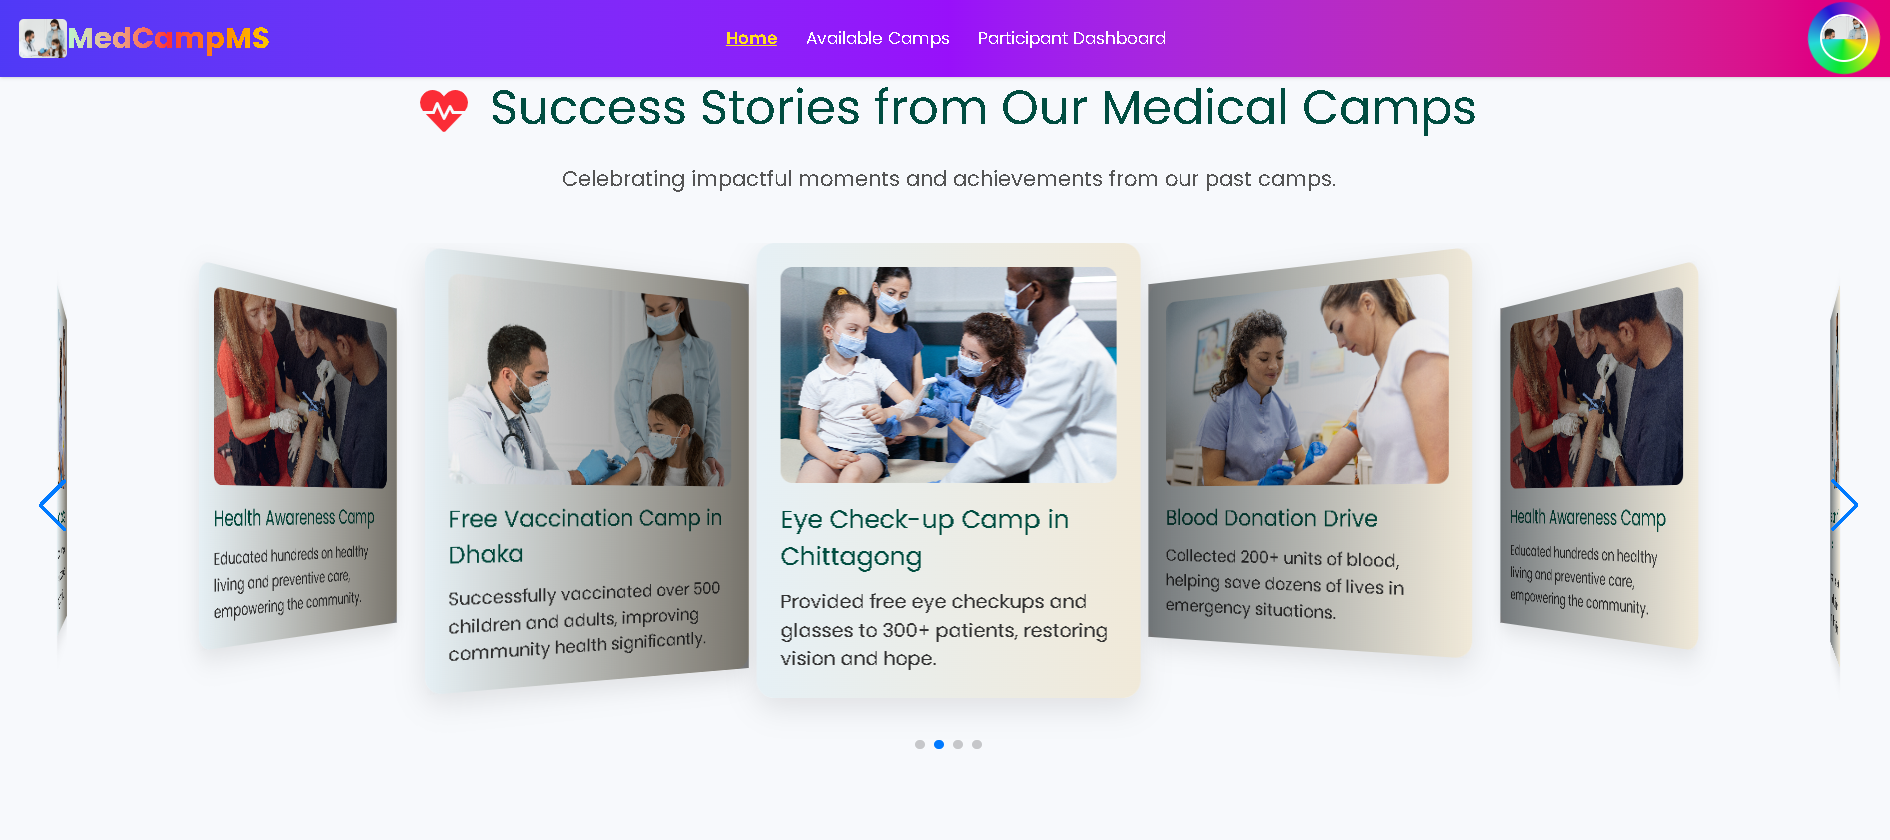 MedCampMS
Home
Available Camps
Participant Dashboard
Success Stories from Our Medical Camps
Celebrating impactful moments and achievements from our past camps.
Health Awareness Camp
Educated hundreds on healthy
living and preventive care,
empowering the community.
Free Vaccination Camp in
Dhaka
Successfully vaccinated over 500
children and adults, improving
community health significantly.
Eye Check-up Camp in
Chittagong
Provided free eye checkups and
glasses to 300+ patients, restoring
vision and hope.
Blood Donation Drive
Collected 200+ units of blood,
helping save dozens of lives in
emergency situations.
Health Awareness Camp
Educated hundreds on healthy
living and preventive care,
empowering the community.